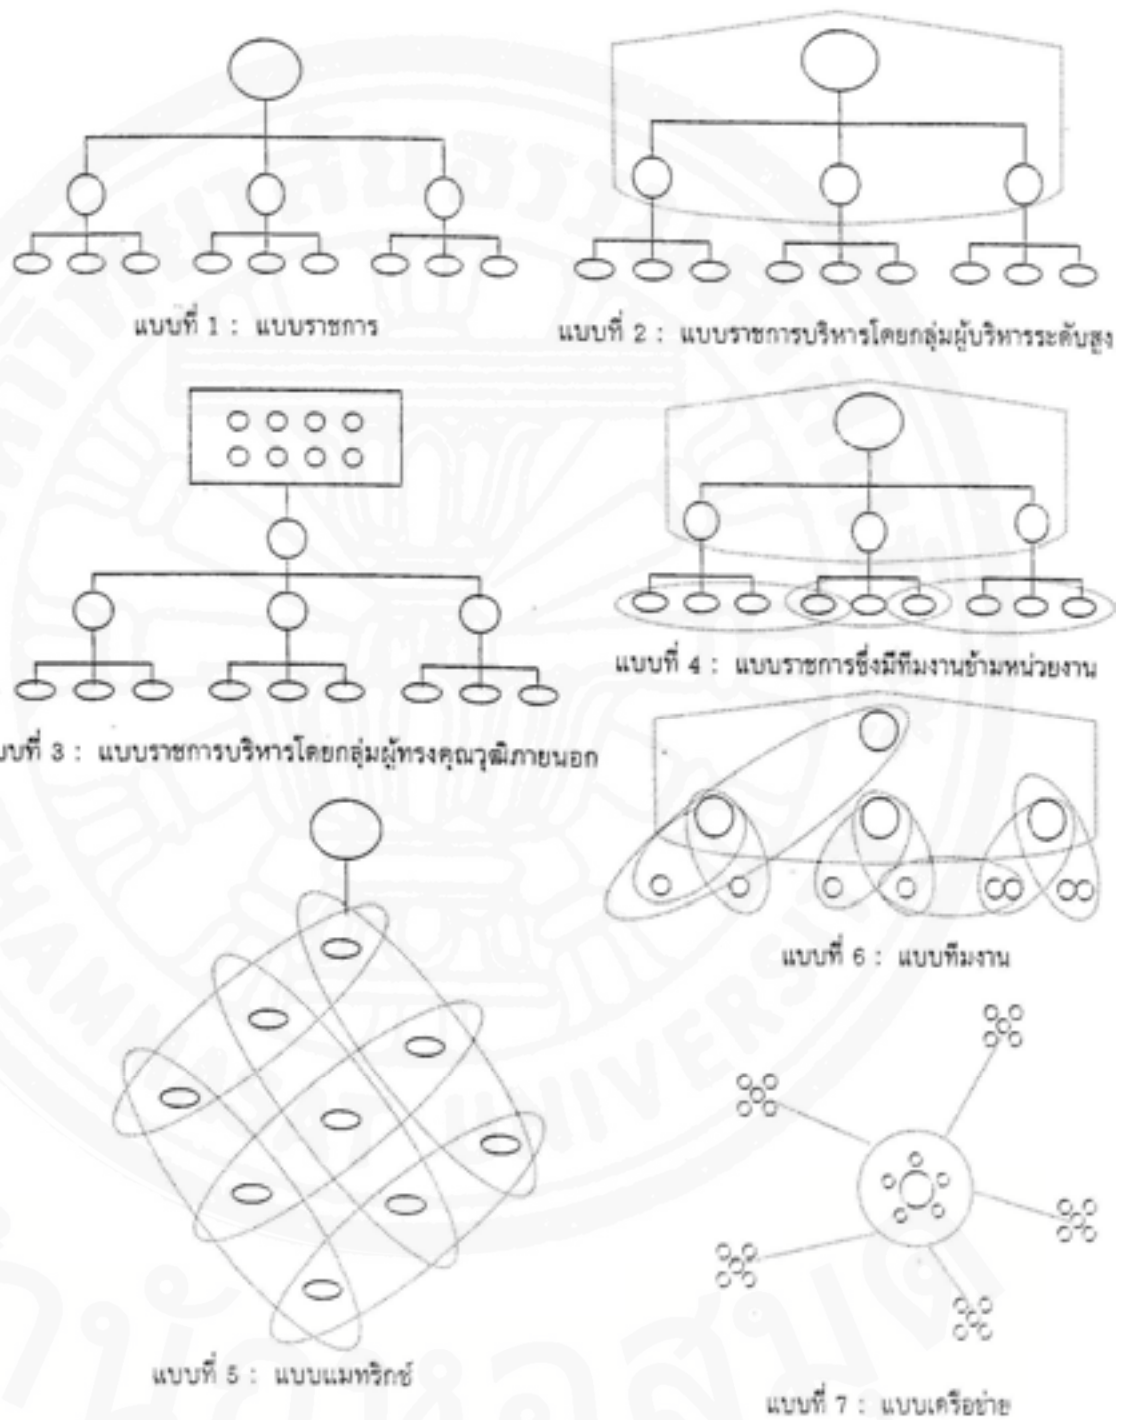 แบบที่ 1 : แบบราชการ
แบบที่ 2 : แบบราชการบริหารโดยกลุ่มผู้บริหารระดับสูง
บบที่ 3 : แบบราชการบริหารโดยกลุ่มผู้ทรงคุณวุฒิภายนอก
แบบที่ 4 : แบบราชการซึ่งมีทีมงานข้ามหน่วยงาน
แบบที่ 6 : แบบทีมงาน
แบบที่ 5 : แบบแมทริกซ์
แบบที่ 7 : แบบเครือข่าย
THAMMASAT UNIVERSITY